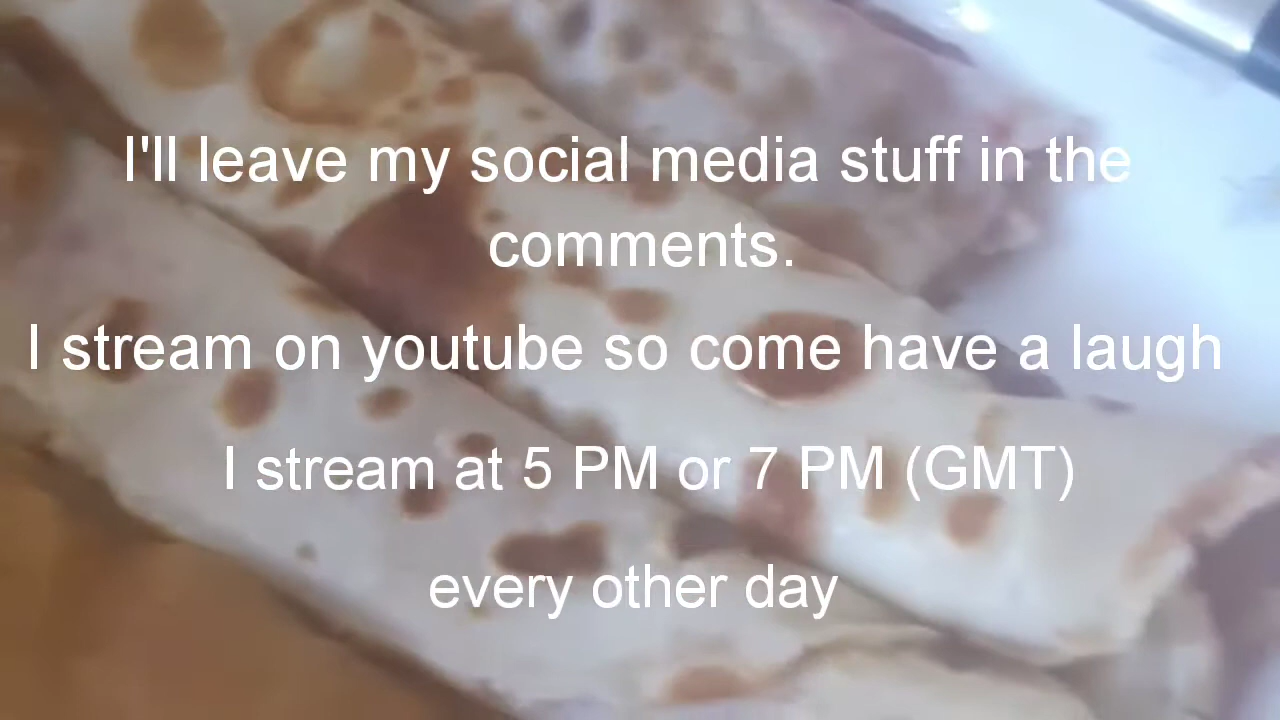 I'll leave my social media stuff in the
comments.
I stream on youtube so come have a laugh
I stream at 5 PM or 7 PM (GMT)
every other day